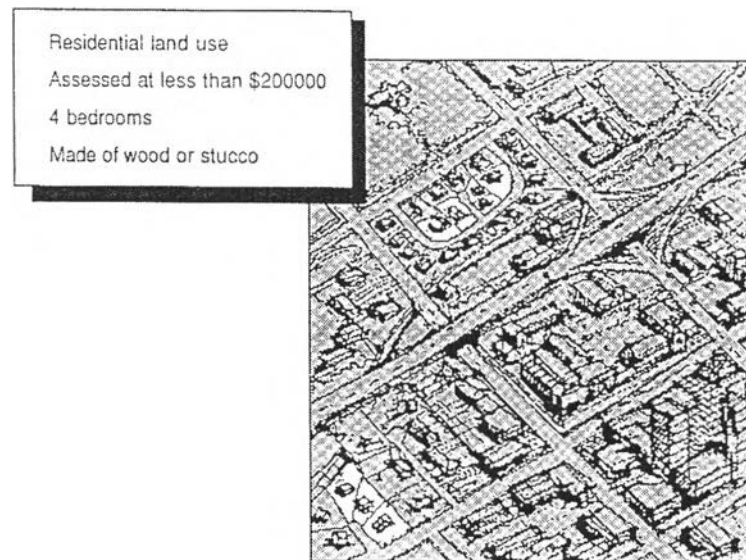 Residential land use
Assessed at less than $200000
4 bedrooms
Made of wood or stucco